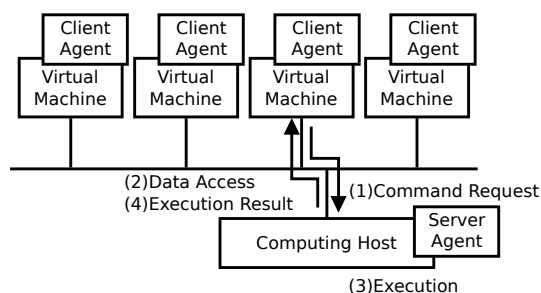 Client
Agent
Client
Agent
Client
Agent
Client
Agent
Virtual
Machine
Virtual
Machine
Virtual
Machine
Virtual
Machine
(2)Data Access
(4)Execution Result
(1)Command Request
Computing Host
Server
Agent
(3)Execution